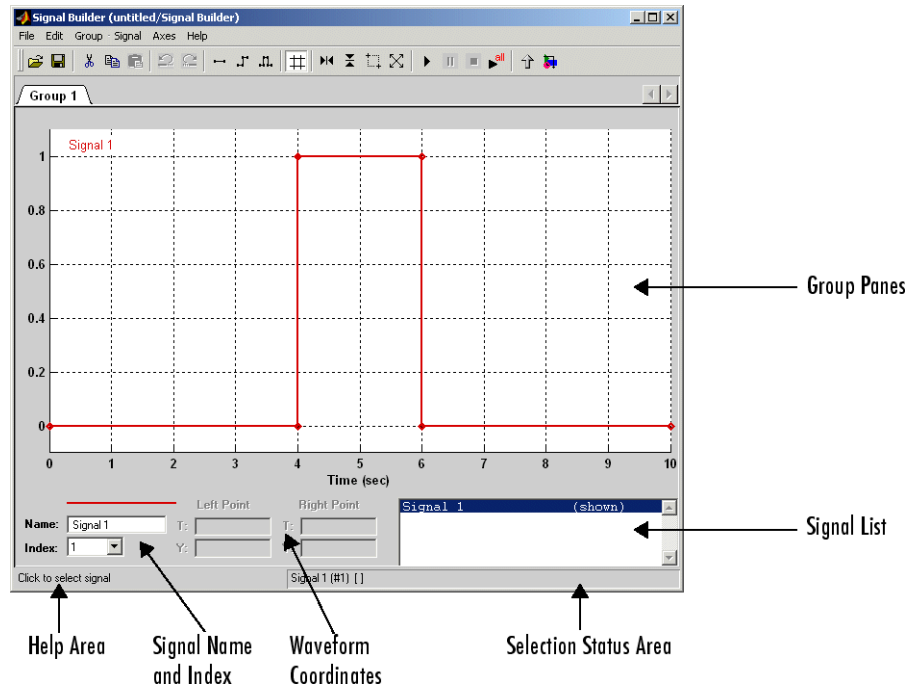 Signal Builder (untitled/Signal Builder)
File Edit Group Signal Axes Help
all
Group 1
Signal 1
1
0.8
0.6
0.4
0.2
0
0 1 2 3 4 5 6 7 8 9 10
Time (sec)
Group Panes
Left Point Right Point
Name: Signal 1 T: T:
Index: 1 Y:
Signal 1 (shown)
Signal List
Click to select signal Signal 1 (#1) [ ]
Help Area
Signal Name
and Index
Waveform
Coordinates
Selection Status Area